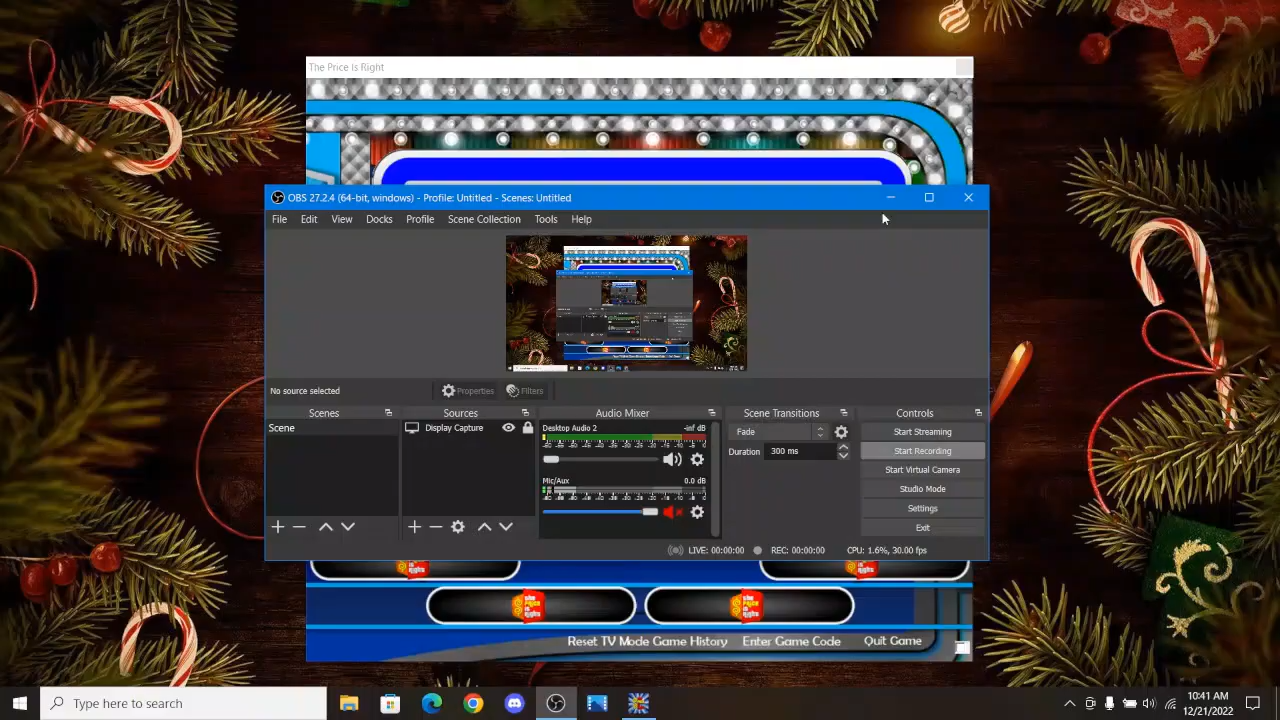 The Price Is Right
OBS 27.2.4 (64-bit, windows) - Profile: Untitled - Scenes: Untitled
File Edit View Docks Profile Scene Collection Tools Help
No source selected Properties Filters
Scenes Sources Audio Mixer Scene Transitions Controls
Scene
Display Capture
Desktop Audio 2 -inf dB
Mic/Aux 0.0 dB
Fade
Duration 300 ms
Start Streaming
Start Recording
Start Virtual Camera
Studio Mode
Settings
Exit
LIVE: 00:00:00 REC: 00:00:00 CPU: 1.6%, 30.00 fps
Reset TV Mode Game History Enter Game Code Quit Game
Type here to search
10:41 AM
12/21/2022